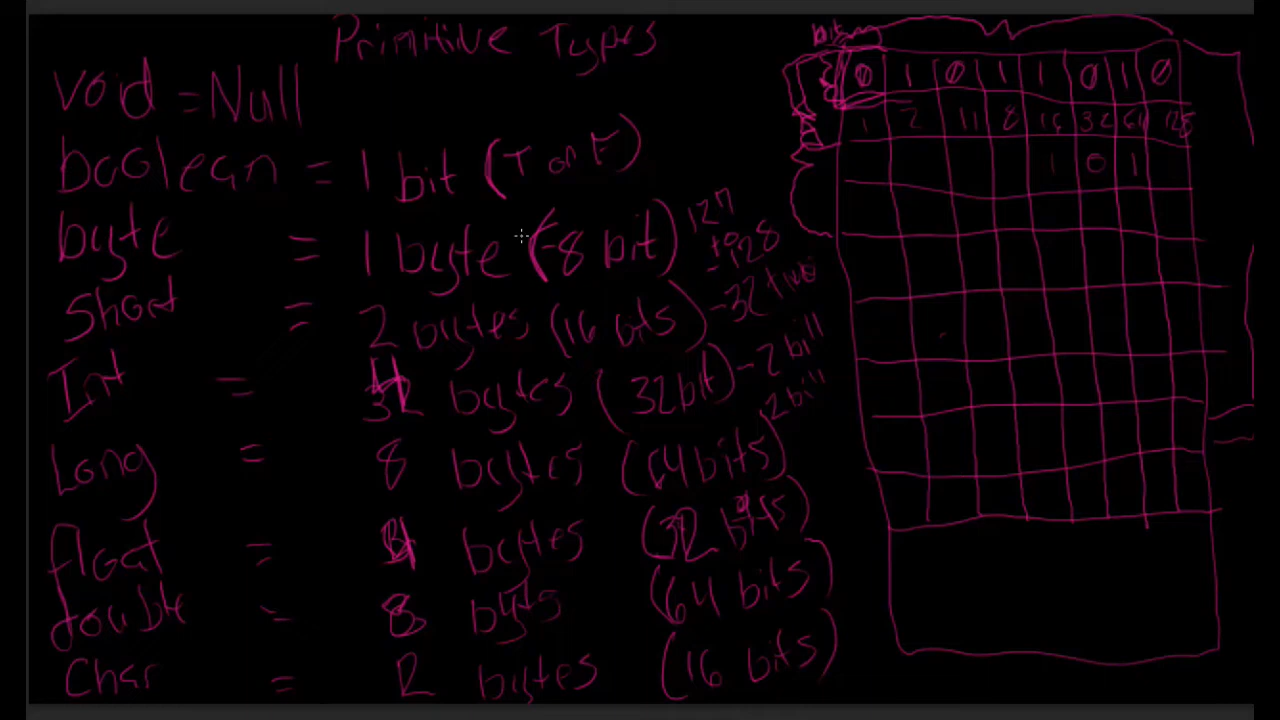 Primitive Types
void = Null
boolean = 1 bit (T or F)
byte = 1 byte (-8 bit) 127
to
-128
Short = 2 bytes (16 bits) -32
Int = 4 bytes (32 bit) - 2 bill
2 bill
Long = 8 bytes (64 bits)
float = 4 bytes (32 bits)
double = 8 byts (64 bits)
Char = 2 bytes (16 bits)
bit
0 1 0 1 1 0 1 0
1 2 8 16 32 64 128
1 0 1